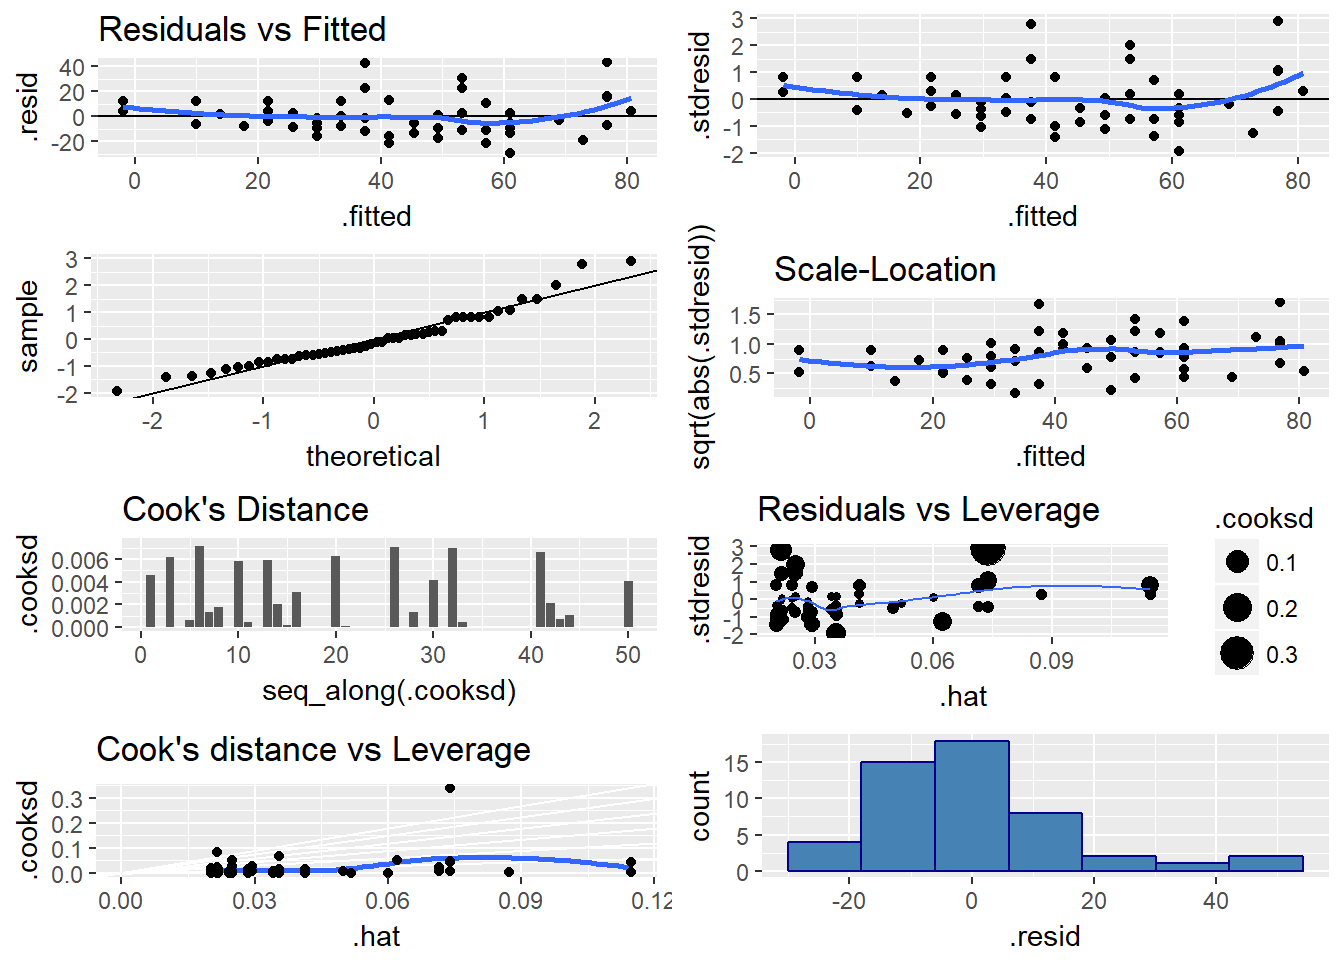 Residuals vs Fitted
.resid
40
20
0
-20
0 20 40 60 80
.fitted
.stdresid
3
2
1
0
-1
-2
0 20 40 60 80
.fitted
sample
3
2
1
0
-1
-2
-2 -1 0 1 2
theoretical
Scale-Location
sqrt(abs(.stdresid))
1.5
1.0
0.5
0 20 40 60 80
.fitted
Cook's Distance
.cooksd
0.006
0.004
0.002
0.000
0 10 20 30 40 50
seq_along(.cooksd)
Residuals vs Leverage
.stdresid
3
2
1
0
-1
-2
0.03 0.06 0.09
.hat
.cooksd
0.1
0.2
0.3
Cook's distance vs Leverage
.cooksd
0.3
0.2
0.1
0.0
0.00 0.03 0.06 0.09 0.12
.hat
count
15
10
5
0
-20 0 20 40
.resid